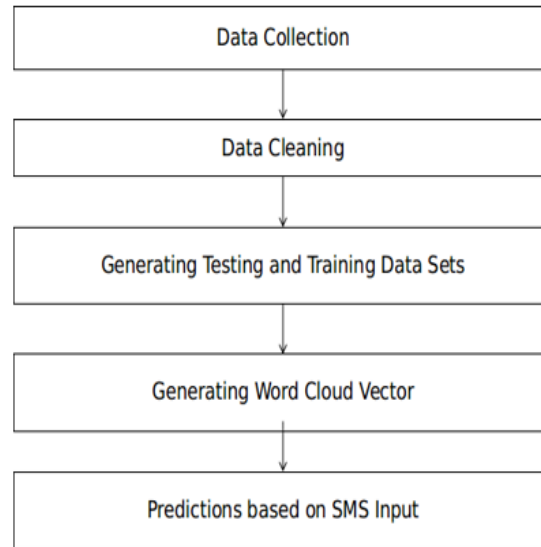 Data Collection
Data Cleaning
Generating Testing and Training Data Sets
Generating Word Cloud Vector
Predictions based on SMS Input